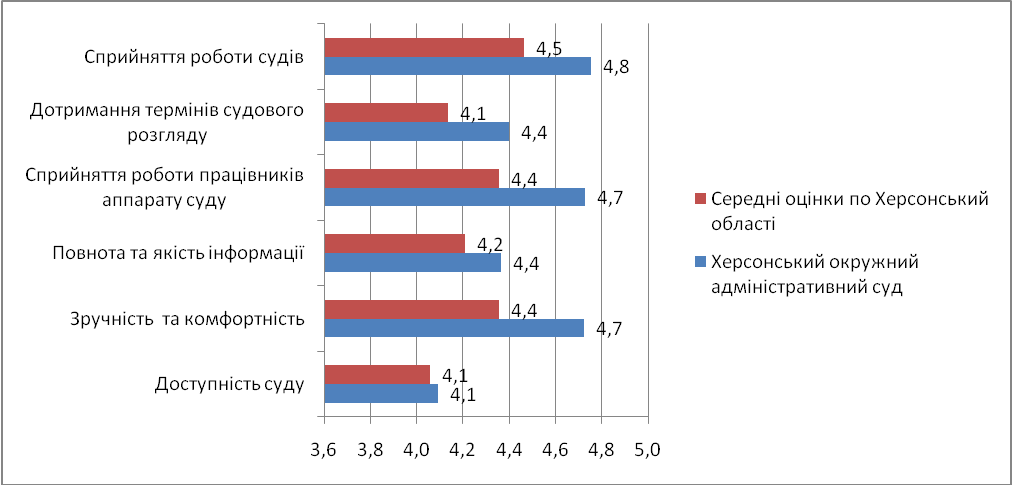 Сприйняття роботи судів
4,5
4,8
Дотримання термінів судового
розгляду
4,1
4,4
Сприйняття роботи працівників
аппарату суду
4,4
4,7
Повнота та якість інформації
4,2
4,4
Зручність та комфортність
4,4
4,7
Доступність суду
4,1
4,1
3,6 3,8 4,0 4,2 4,4 4,6 4,8 5,0
Середні оцінки по Херсонський
області
Херсонський окружний
адміністративний суд